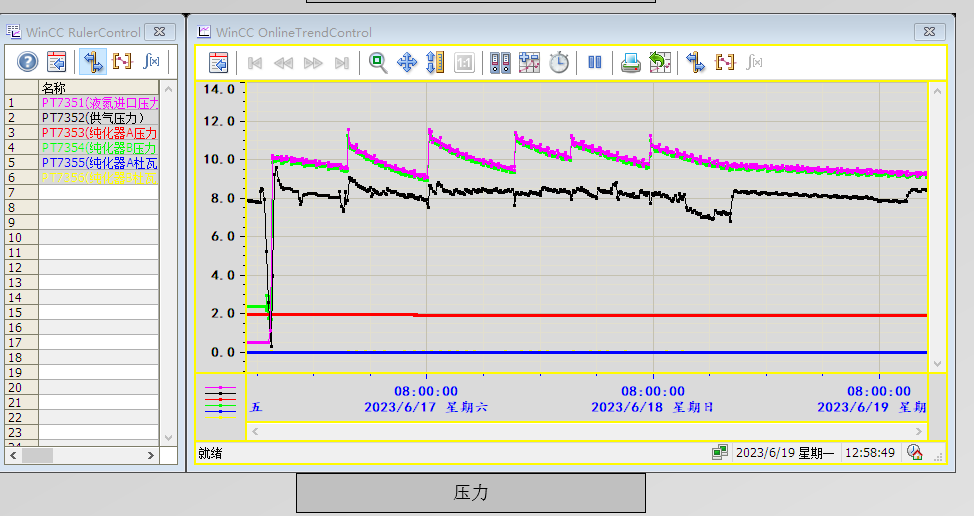 WinCC RulerControl
WinCC OnlineTrendControl
名称
1 PT7351(液氮进口压力
2 PT7352(供气压力)
3 PT7353(纯化器A压力
4 PT7354(纯化器B压力
5 PT7355(纯化器A杜瓦
6
7
8
9
10
11
12
13
14
15
16
17
18
19
20
21
22
23
14.0
12.0
10.0
8.0
6.0
4.0
2.0
0.0
08:00:00 08:00:00 08:00:00
五 2023/6/17 星期六 2023/6/18 星期日 2023/6/19 星期
就绪
2023/6/19 星期一 12:58:49
压力